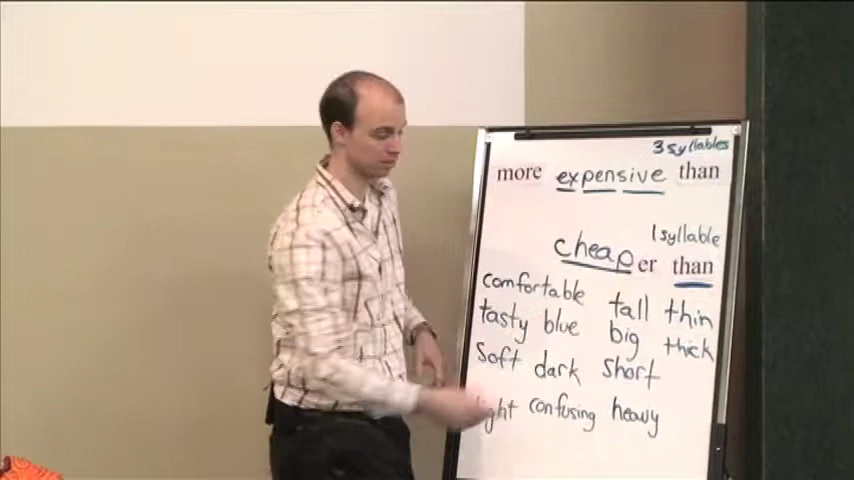 3 syllables
more expensive than
1 syllable
cheaper than
comfortable tall thin
tasty blue big thick
soft dark short
confusing heavy